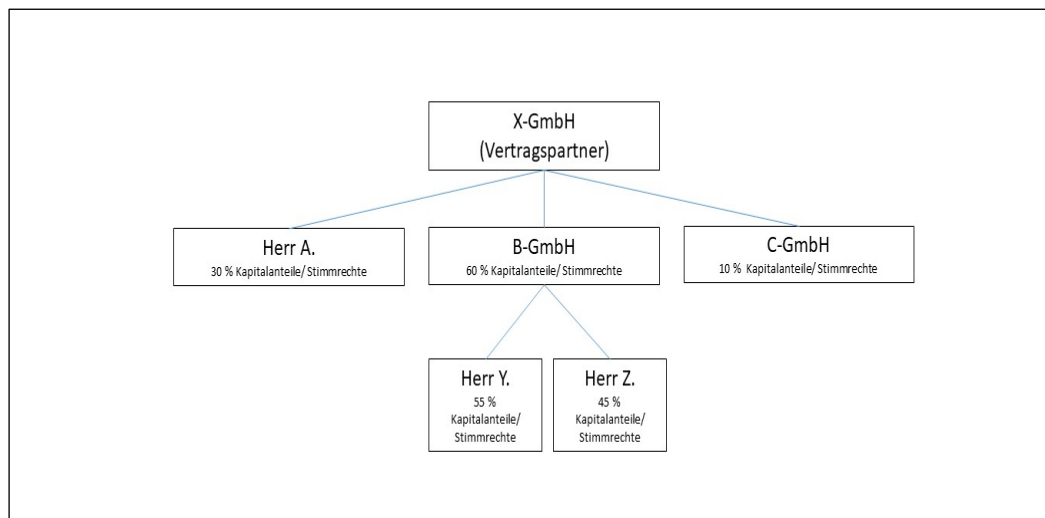 X-GmbH
(Vertragspartner)
Herr A.
30 % Kapitalanteile/ Stimmrechte
B-GmbH
60 % Kapitalanteile/ Stimmrechte
C-GmbH
10 % Kapitalanteile/ Stimmrechte
Herr Y.
55 %
Kapitalanteile/
Stimmrechte
Herr Z.
45 %
Kapitalanteile/
Stimmrechte